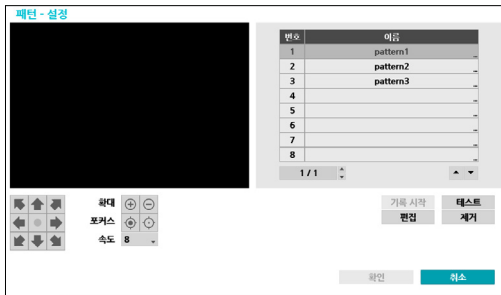 패턴 - 설정
번호 이름
1 pattern1
2 pattern2
3 pattern3
4
5
6
7
8
1 / 1
확대
포커스
속도 8
기록 시작 테스트
편집 제거
확인 취소